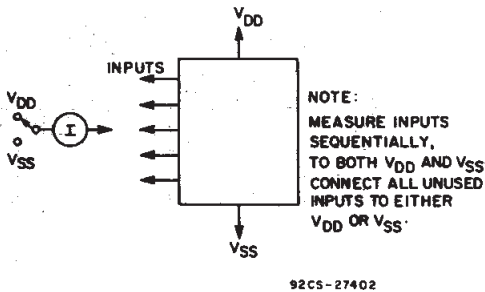 VDD
INPUTS
VDD
I
VSS
NOTE:
MEASURE INPUTS
SEQUENTIALLY,
TO BOTH VDD AND VSS
CONNECT ALL UNUSED
INPUTS TO EITHER
VDD OR VSS.
VSS
92CS-27402